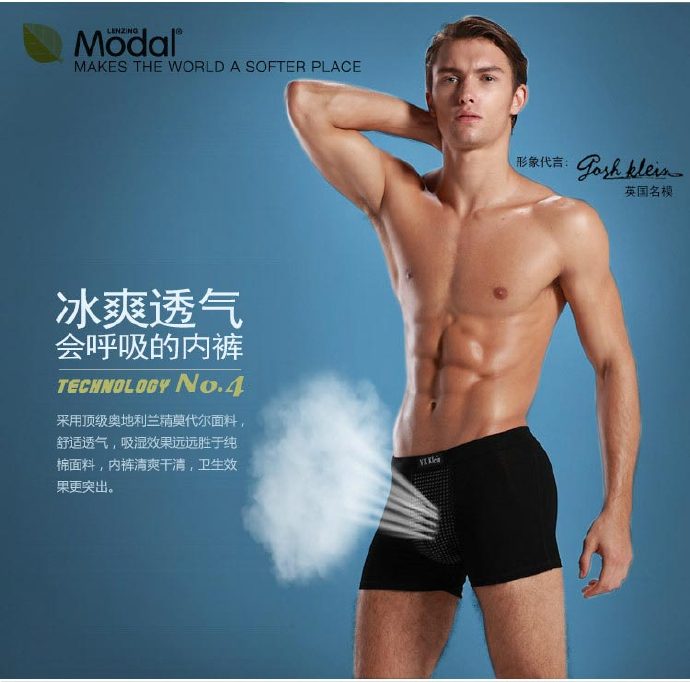 LENZING
Modal®
MAKES THE WORLD A SOFTER PLACE
形象代言：Gosh klein
英国名模
冰爽透气
会呼吸的内裤
TECHNOLOGY No.4
采用顶级奥地利兰精莫代尔面料，
舒适透气，吸湿效果远远胜于纯
棉面料，内裤清爽干清，卫生效
果更突出。
VK Klein